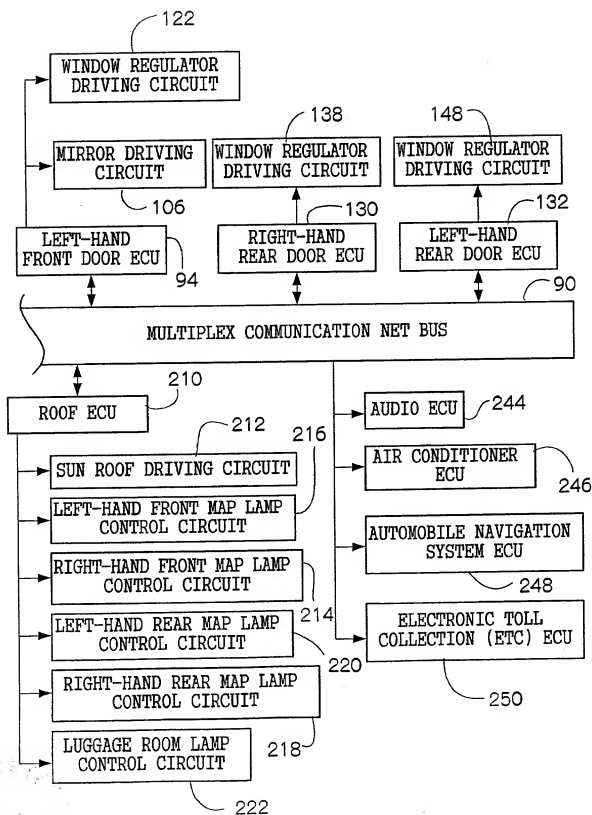 122
WINDOW REGULATOR
DRIVING CIRCUIT
138
148
MIRROR DRIVING
CIRCUIT
WINDOW REGULATOR
DRIVING CIRCUIT
WINDOW REGULATOR
DRIVING CIRCUIT
106
130
132
LEFT-HAND
FRONT DOOR ECU
94
RIGHT-HAND
REAR DOOR ECU
LEFT-HAND
REAR DOOR ECU
90
MULTIPLEX COMMUNICATION NET BUS
210
ROOF ECU
212
216
SUN ROOF DRIVING CIRCUIT
LEFT-HAND FRONT MAP LAMP
CONTROL CIRCUIT
RIGHT-HAND FRONT MAP LAMP
CONTROL CIRCUIT
214
LEFT-HAND REAR MAP LAMP
CONTROL CIRCUIT
220
RIGHT-HAND REAR MAP LAMP
CONTROL CIRCUIT
218
LUGGAGE ROOM LAMP
CONTROL CIRCUIT
222
AUDIO ECU
244
AIR CONDITIONER
ECU
246
AUTOMOBILE NAVIGATION
SYSTEM ECU
248
ELECTRONIC TOLL
COLLECTION (ETC) ECU
250